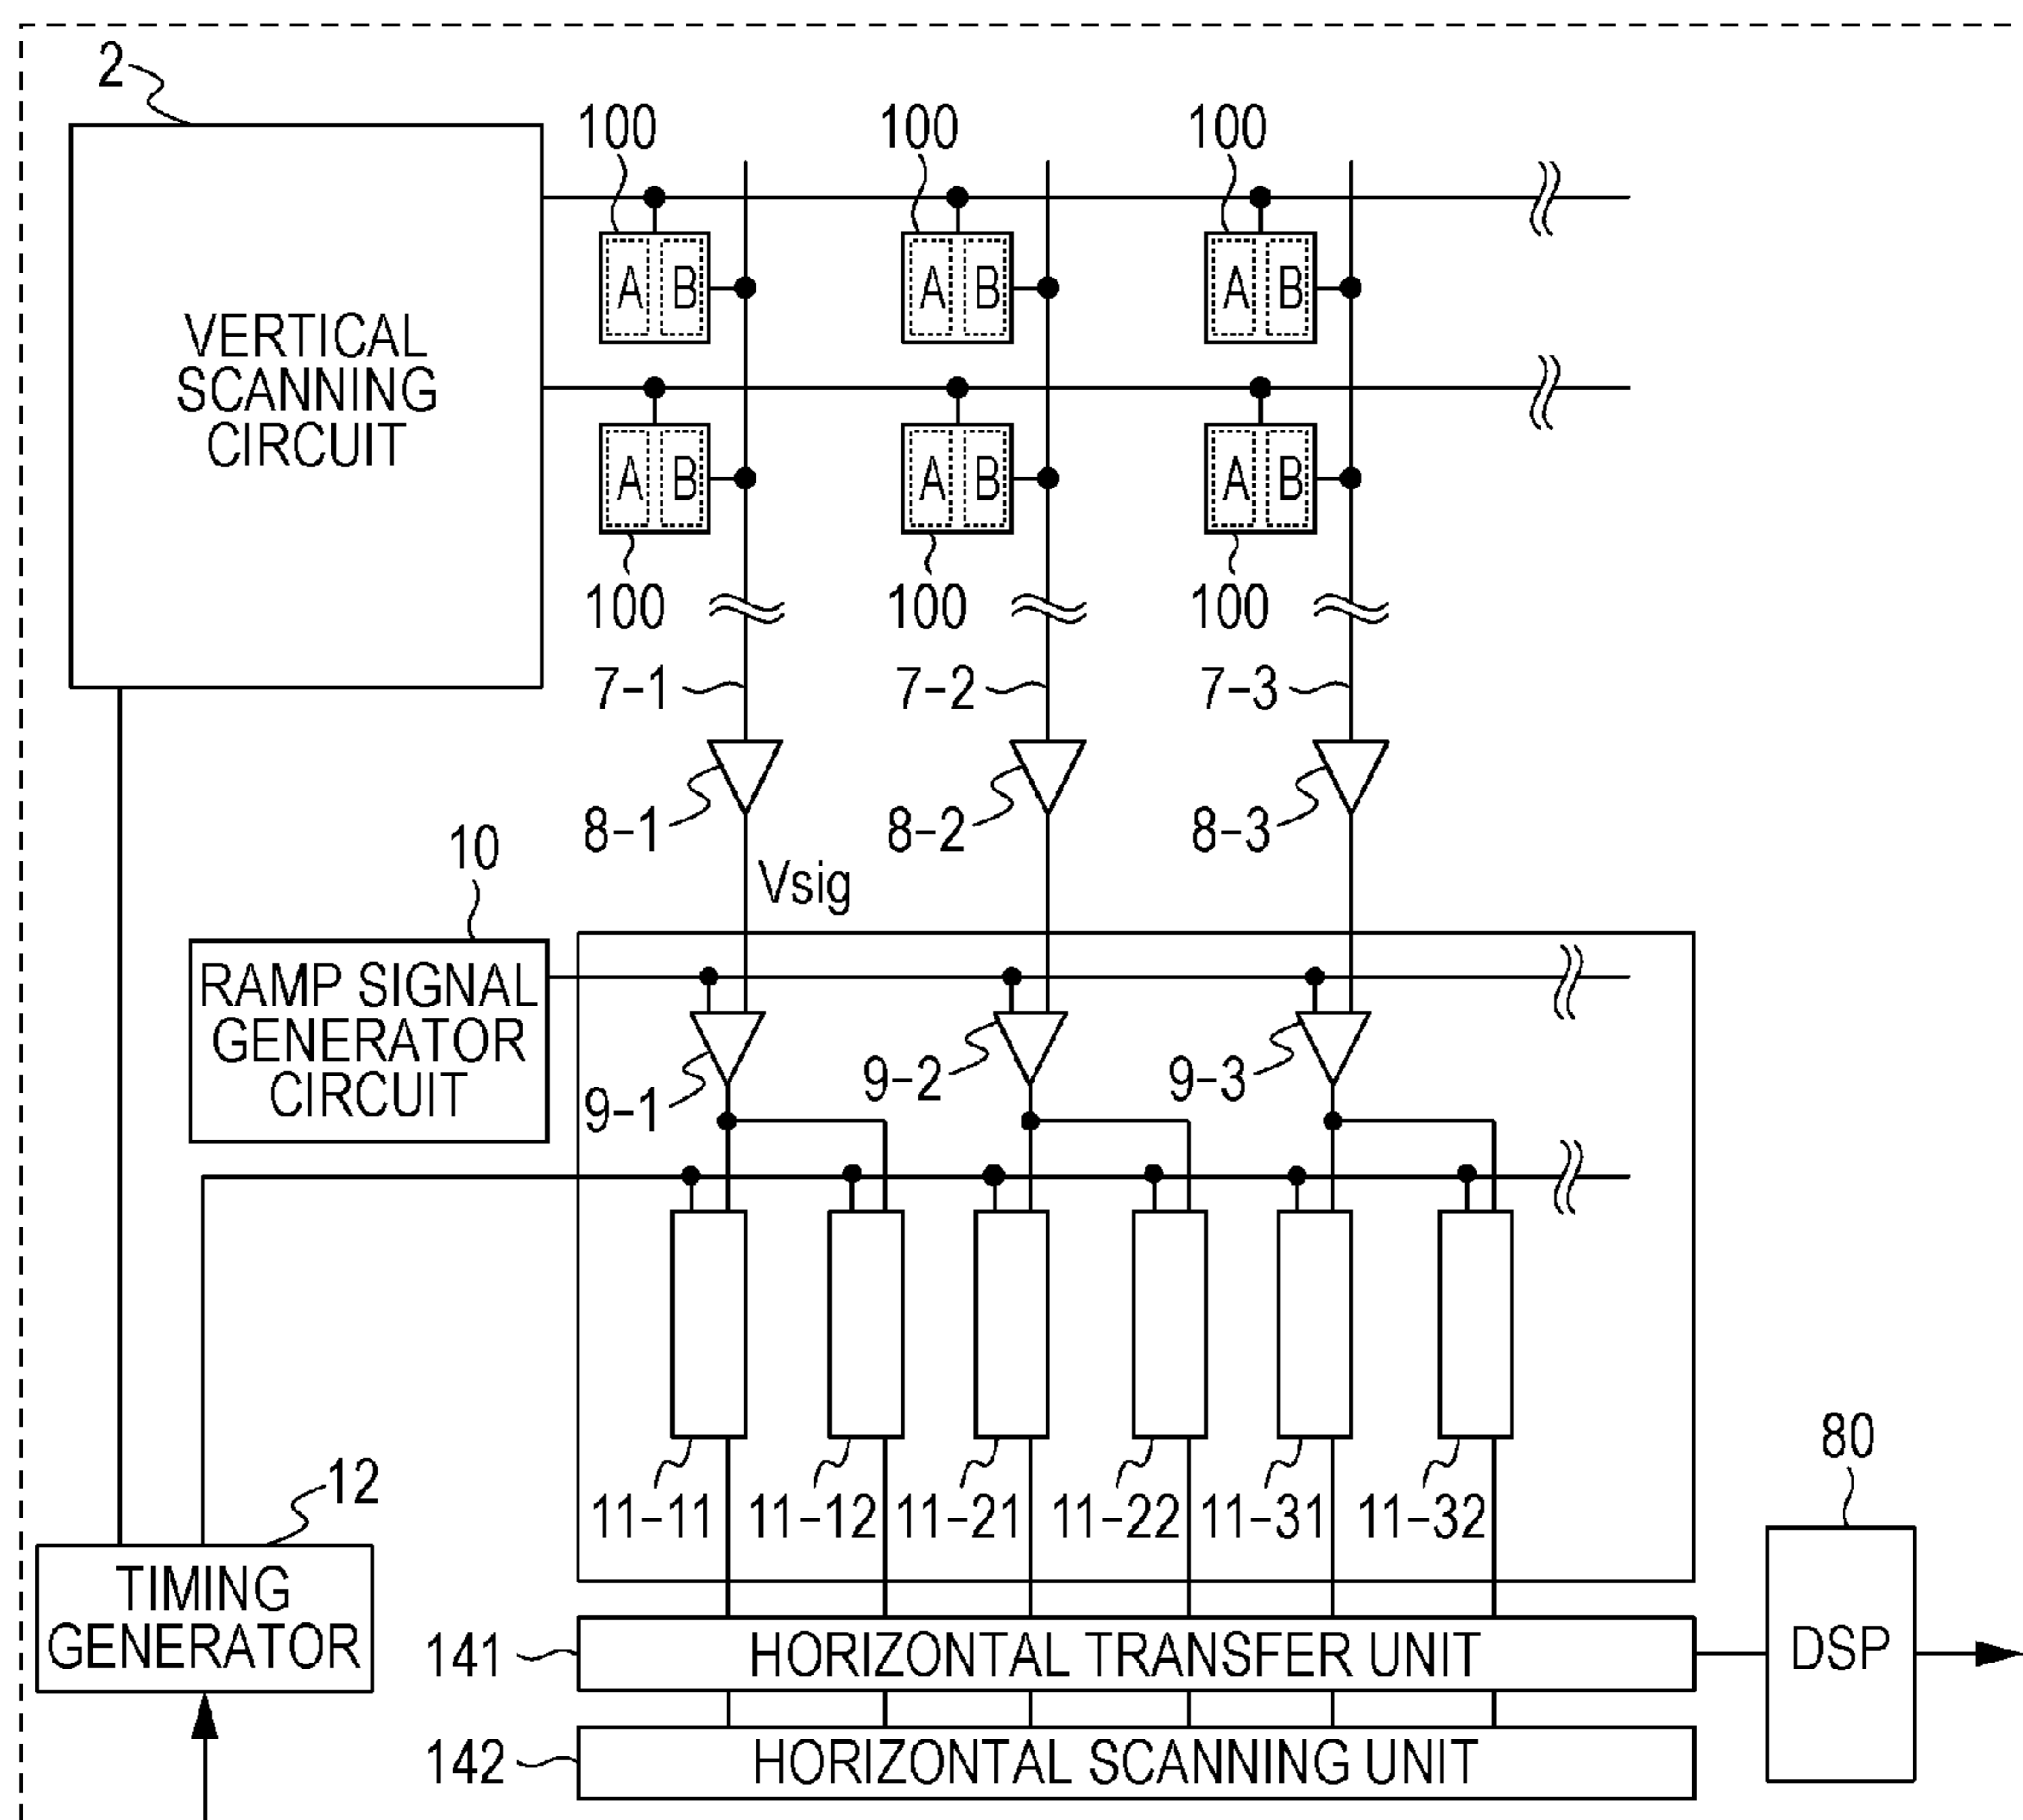 2
100 100 100
A B A B A B
VERTICAL
SCANNING
CIRCUIT
A B A B A B
100 100 100
7-1 7-2 7-3
8-1 8-2 8-3
10
Vsig
RAMP SIGNAL
GENERATOR
CIRCUIT
9-1 9-2 9-3
11-11 11-12 11-21 11-22 11-31 11-32
80
12
TIMING
GENERATOR
141 HORIZONTAL TRANSFER UNIT
DSP
142 HORIZONTAL SCANNING UNIT